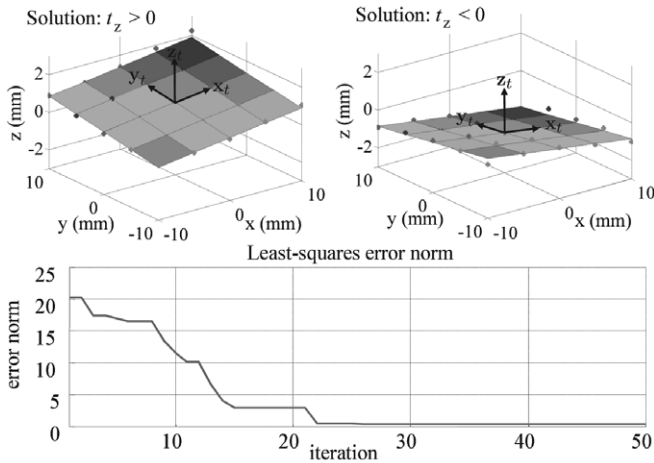 Solution: t_z > 0
Solution: t_z < 0
z (mm)
2
0
-2
10
0
-10
y (mm)
-10
0
10
x (mm)
z_t
y_t
x_t
z (mm)
2
0
-2
10
0
-10
y (mm)
-10
0
10
x (mm)
z_t
y_t
x_t
Least-squares error norm
error norm
25
20
15
10
5
0
10
20
30
40
50
iteration